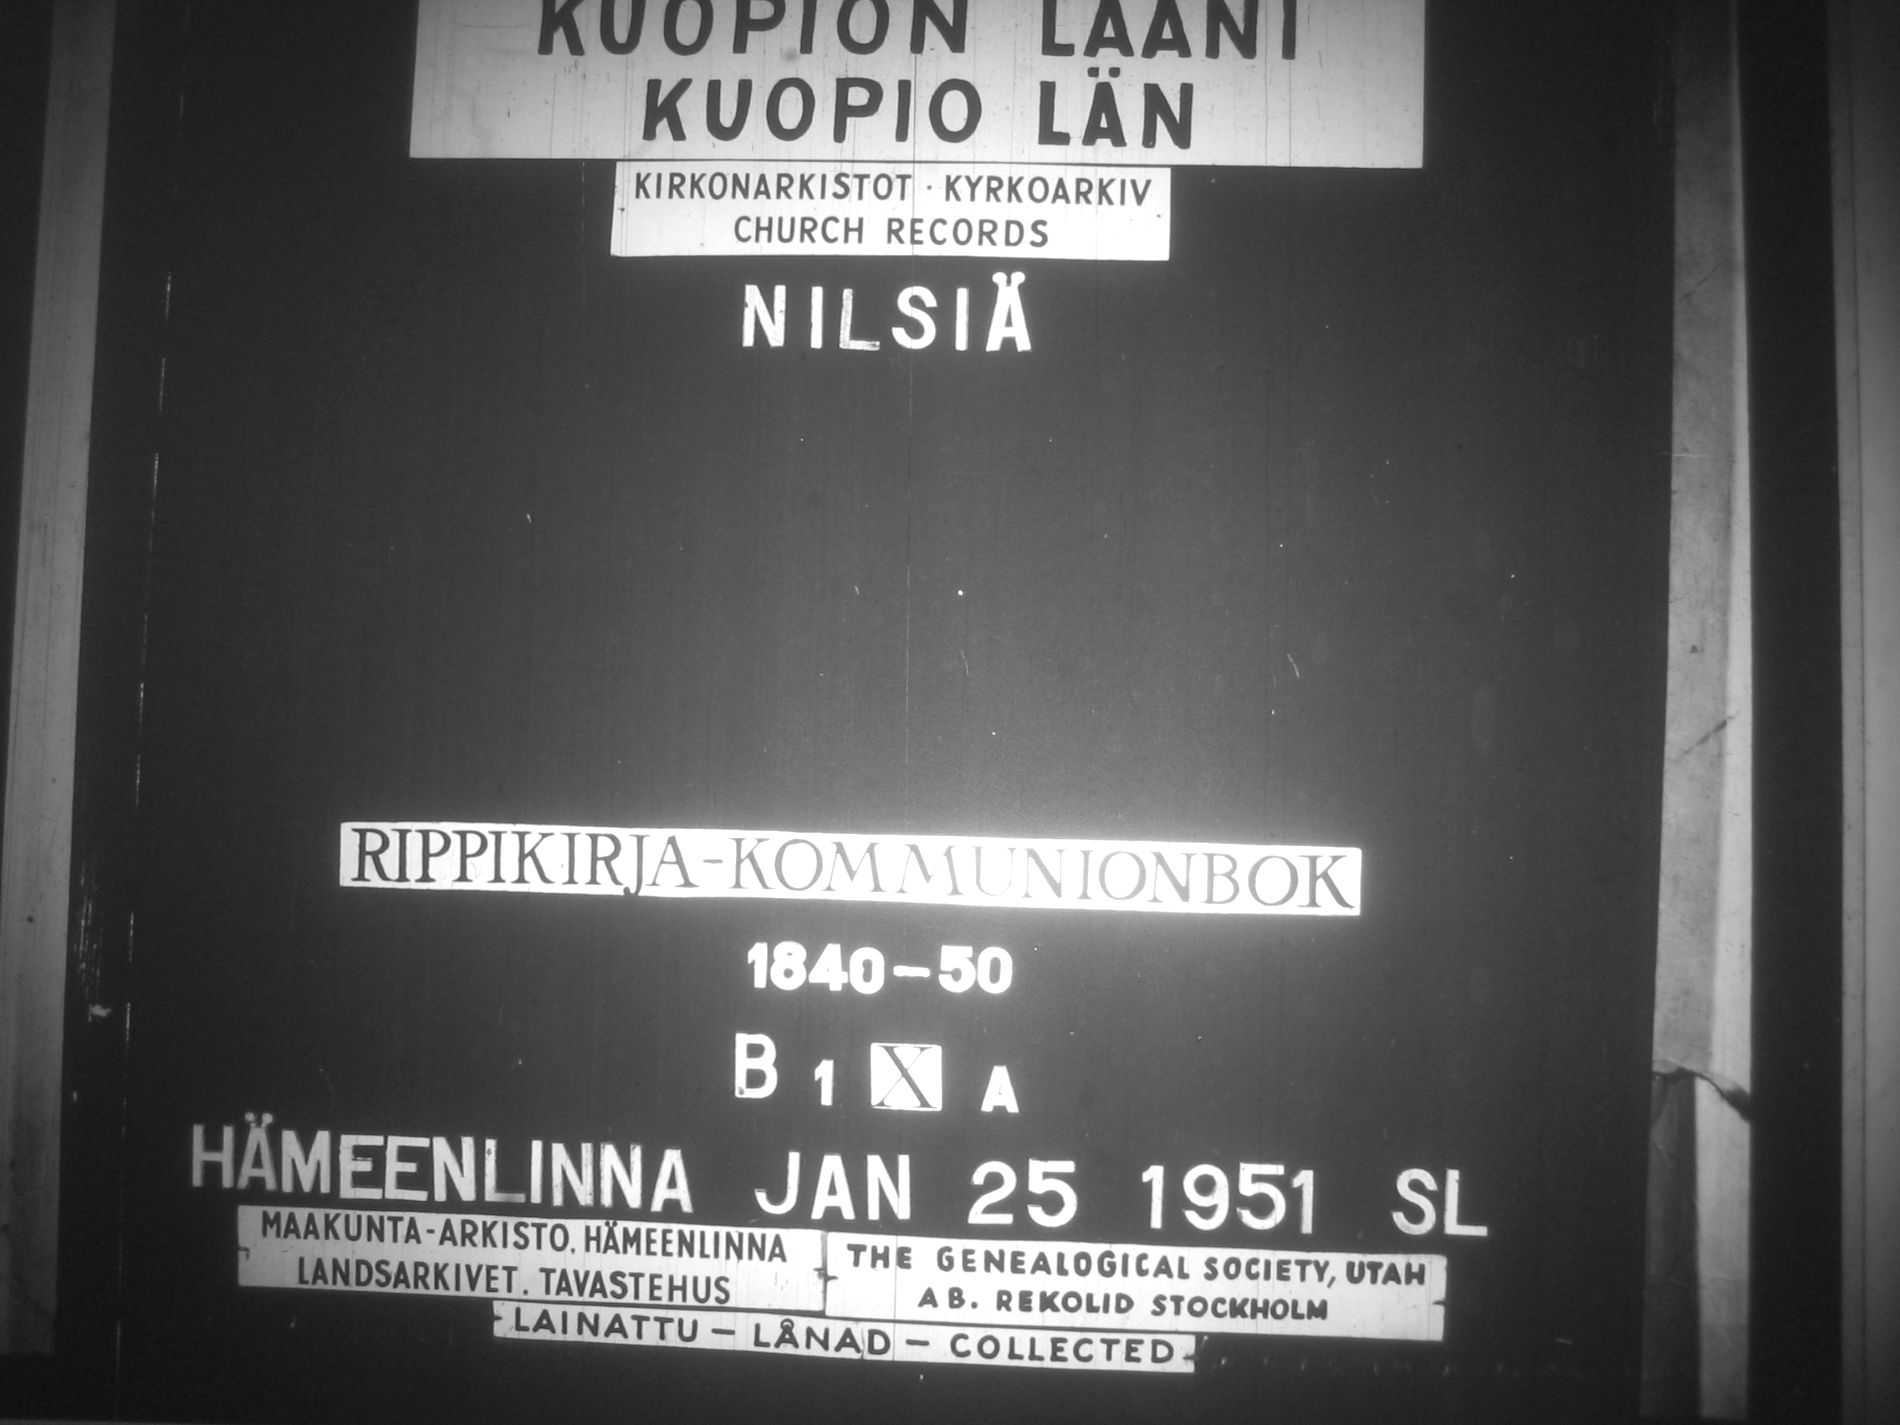 KUOPION LÄÄNI
KUOPIO LÄN
KIRKONARKISTOT · KYRKOARKIV
CHURCH RECORDS
NILSIÄ
RIPPIKIRJA-KOMMUNIONBOK
1840-50
B 1 X A
HÄMEENLINNA JAN 25 1951 SL
MAAKUNTA-ARKISTO, HÄMEENLINNA
LANDSARKIVET, TAVASTEHUS
THE GENEALOGICAL SOCIETY, UTAH
AB. REKOLID STOCKHOLM
LAINATTU - LÅNAD - COLLECTED